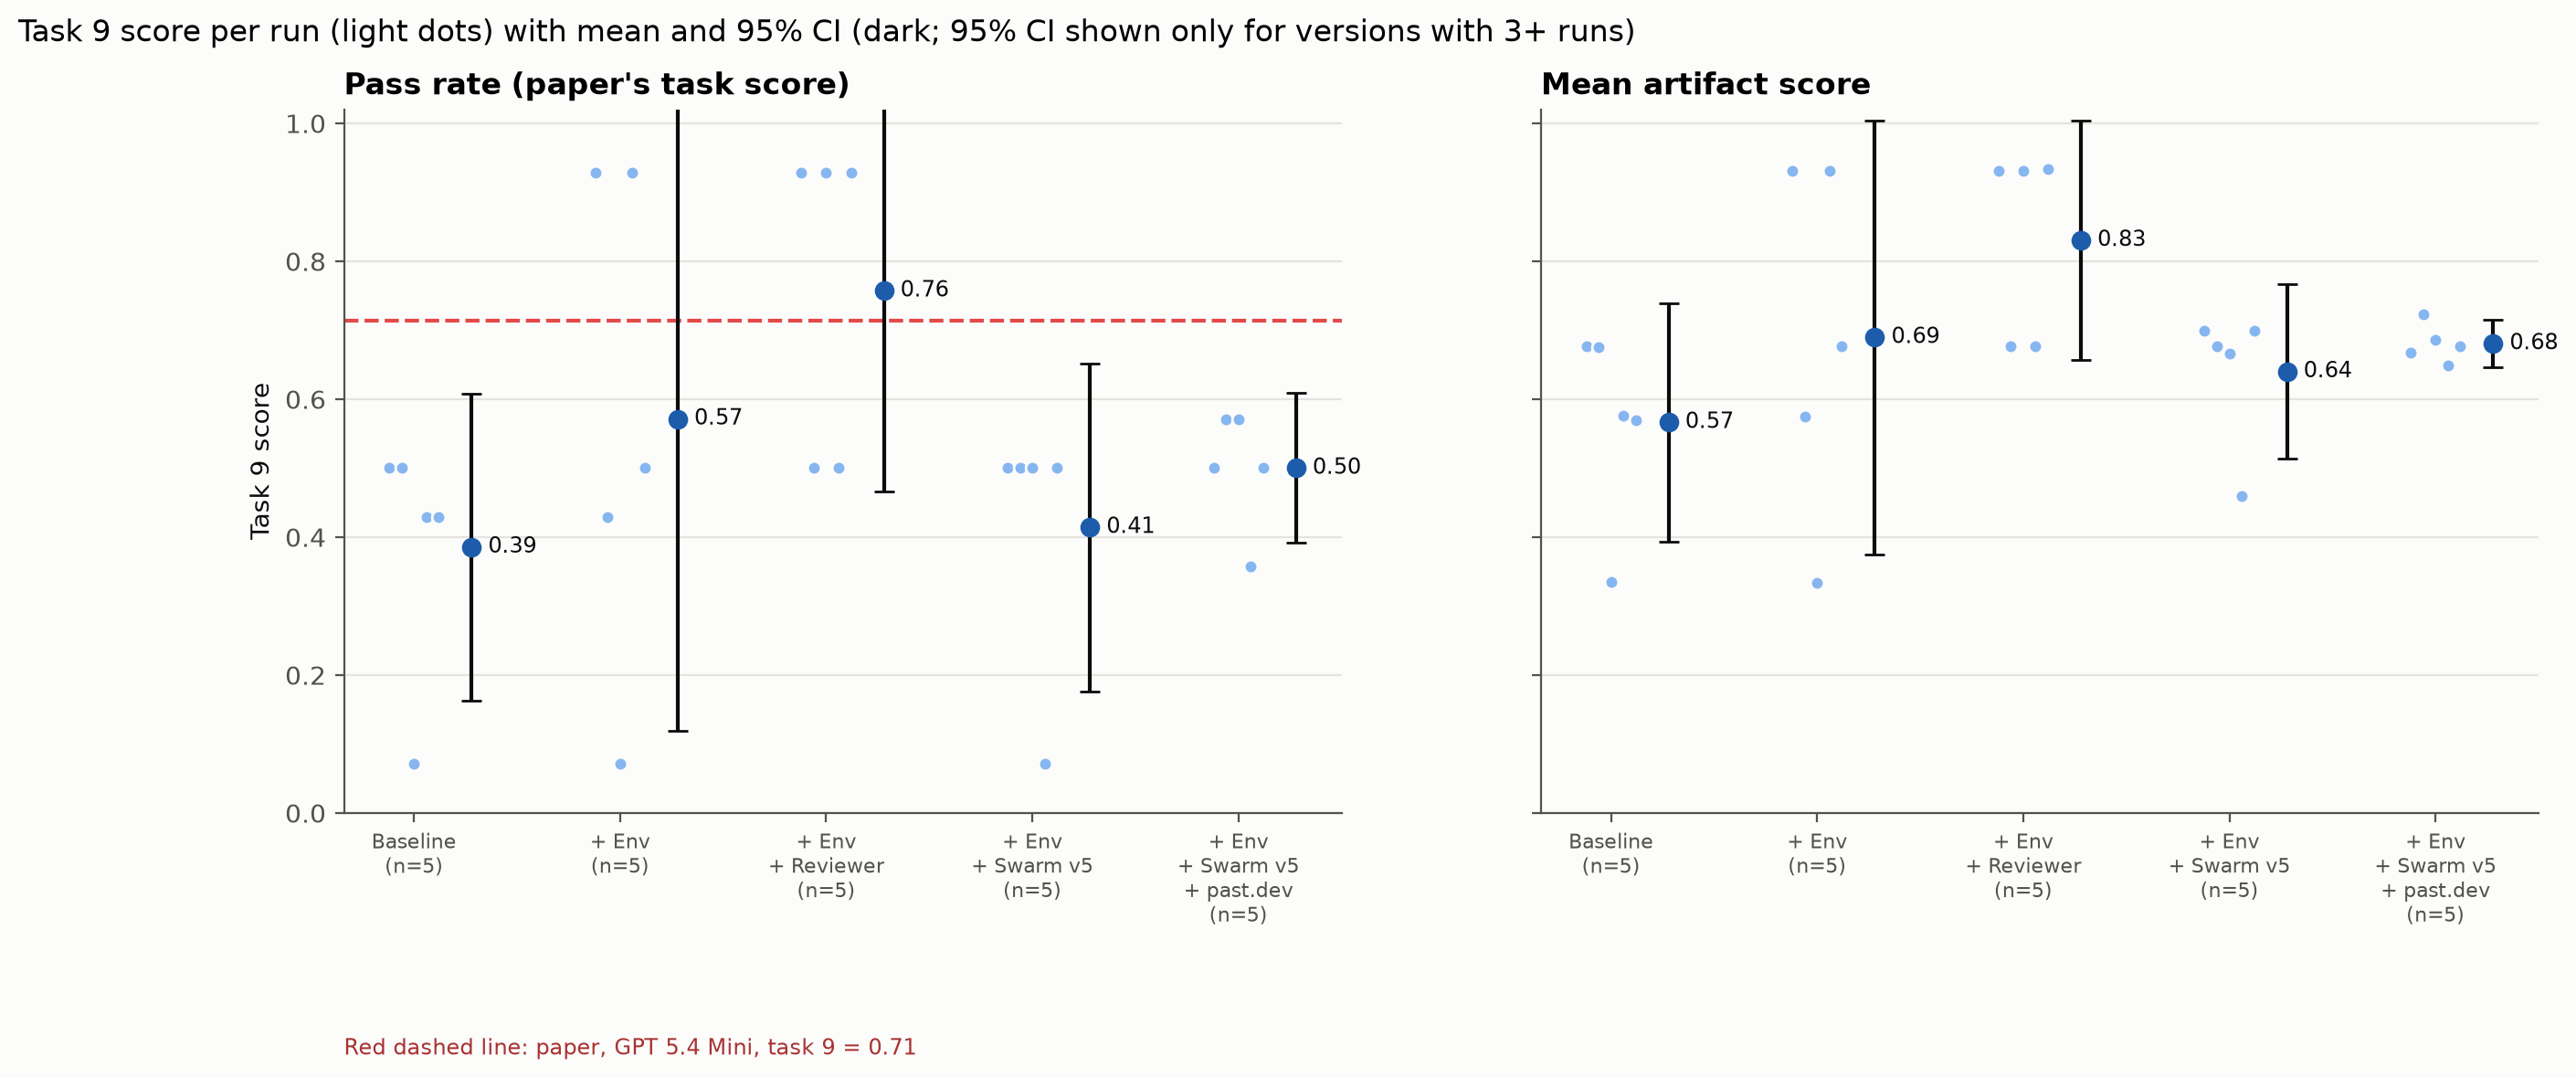 Task 9 score per run (light dots) with mean and 95% CI (dark; 95% CI shown only for versions with 3+ runs)
Pass rate (paper's task score)
Task 9 score
1.0
0.8
0.6
0.4
0.2
0.0
0.39
0.57
0.76
0.41
0.50
Baseline
(n=5)
+ Env
(n=5)
+ Env
+ Reviewer
(n=5)
+ Env
+ Swarm v5
(n=5)
+ Env
+ Swarm v5
+ past.dev
(n=5)
Mean artifact score
0.57
0.69
0.83
0.64
0.68
Baseline
(n=5)
+ Env
(n=5)
+ Env
+ Reviewer
(n=5)
+ Env
+ Swarm v5
(n=5)
+ Env
+ Swarm v5
+ past.dev
(n=5)
Red dashed line: paper, GPT 5.4 Mini, task 9 = 0.71